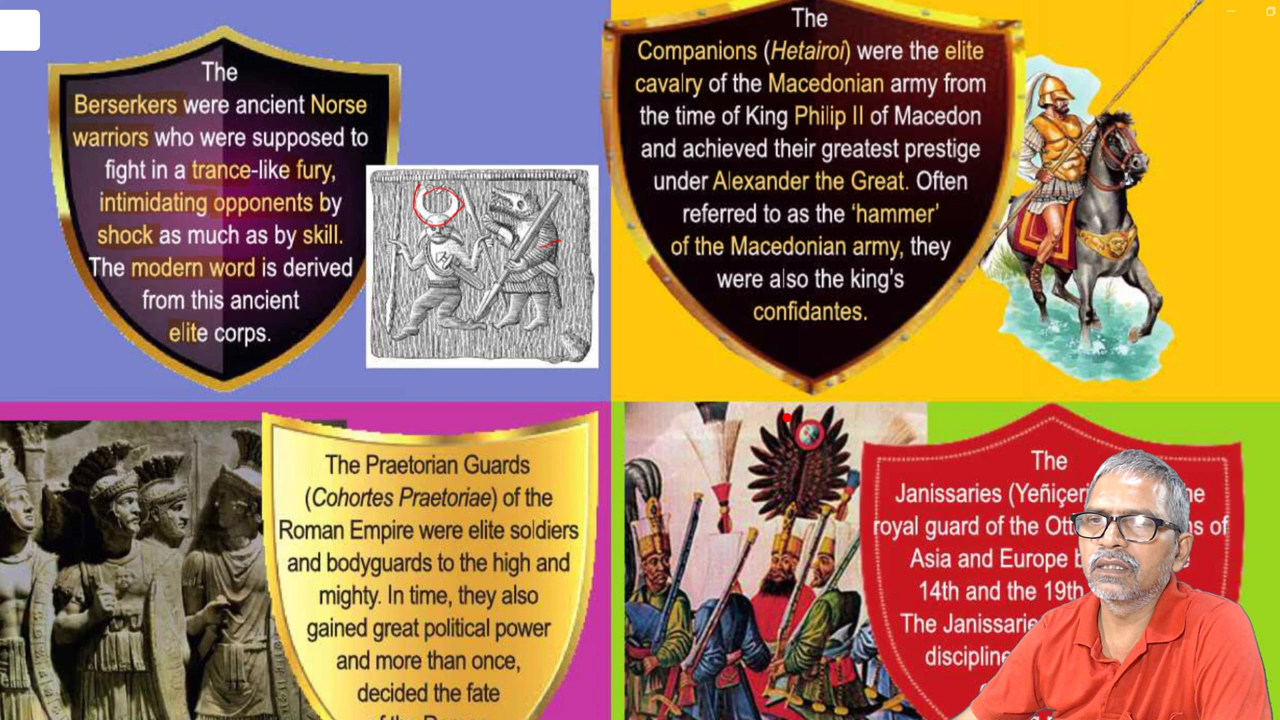 The
Berserkers were ancient Norse
warriors who were supposed to
fight in a trance-like fury,
intimidating opponents by
shock as much as by skill.
The modern word is derived
from this ancient
elite corps.
The
Companions (Hetairoi) were the elite
cavalry of the Macedonian army from
the time of King Philip II of Macedon
and achieved their greatest prestige
under Alexander the Great. Often
referred to as the ‘hammer’
of the Macedonian army, they
were also the king’s
confidantes.
The Praetorian Guards
(Cohortes Praetoriae) of the
Roman Empire were elite soldiers
and bodyguards to the high and
mighty. In time, they also
gained great political power
and more than once,
decided the fate
of the Roman
The
Janissaries (Yeñiçeri
royal guard of the of
Asia and Europe
14th and the 19th
The
discipline